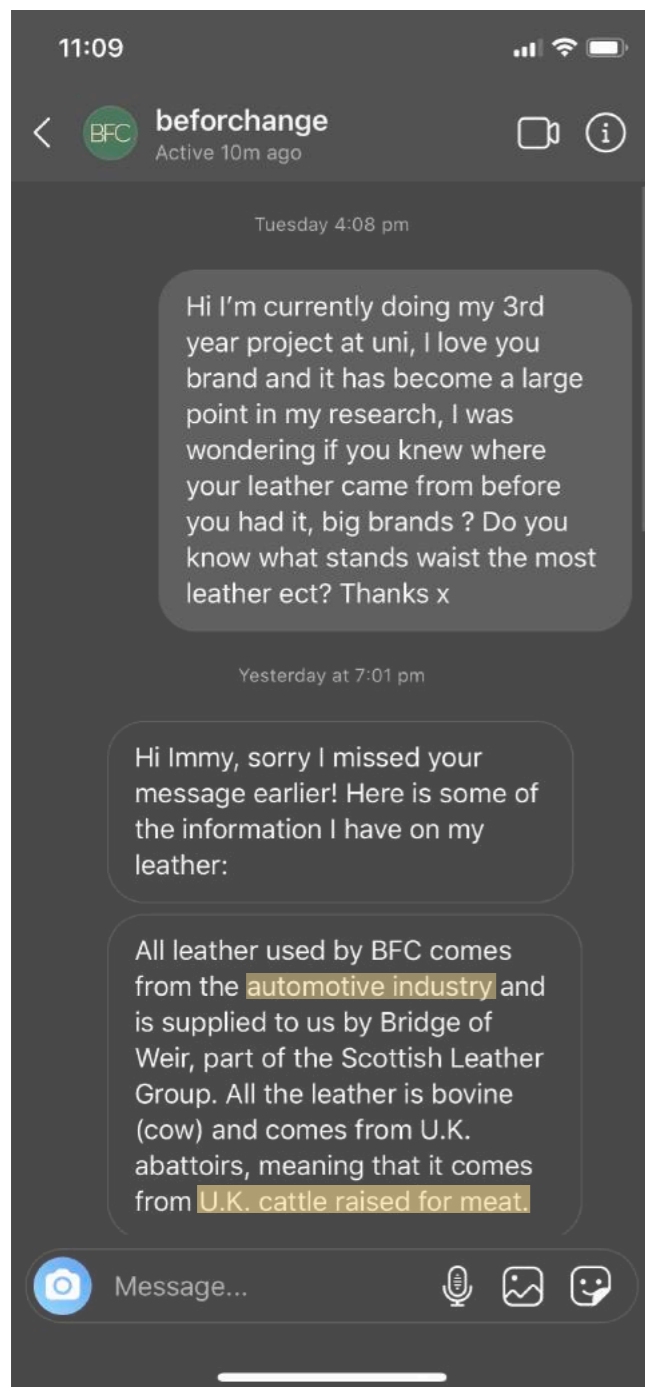 11:09
BFC
beforchange
Active 10m ago
Tuesday 4:08 pm
Hi I’m currently doing my 3rd
year project at uni, I love you
brand and it has become a large
point in my research, I was
wondering if you knew where
your leather came from before
you had it, big brands ? Do you
know what stands waist the most
leather ect? Thanks x
Yesterday at 7:01 pm
Hi Immy, sorry I missed your
message earlier! Here is some of
the information I have on my
leather:
All leather used by BFC comes
from the automotive industry and
is supplied to us by Bridge of
Weir, part of the Scottish Leather
Group. All the leather is bovine
(cow) and comes from U.K.
abattoirs, meaning that it comes
from U.K. cattle raised for meat.
Message...